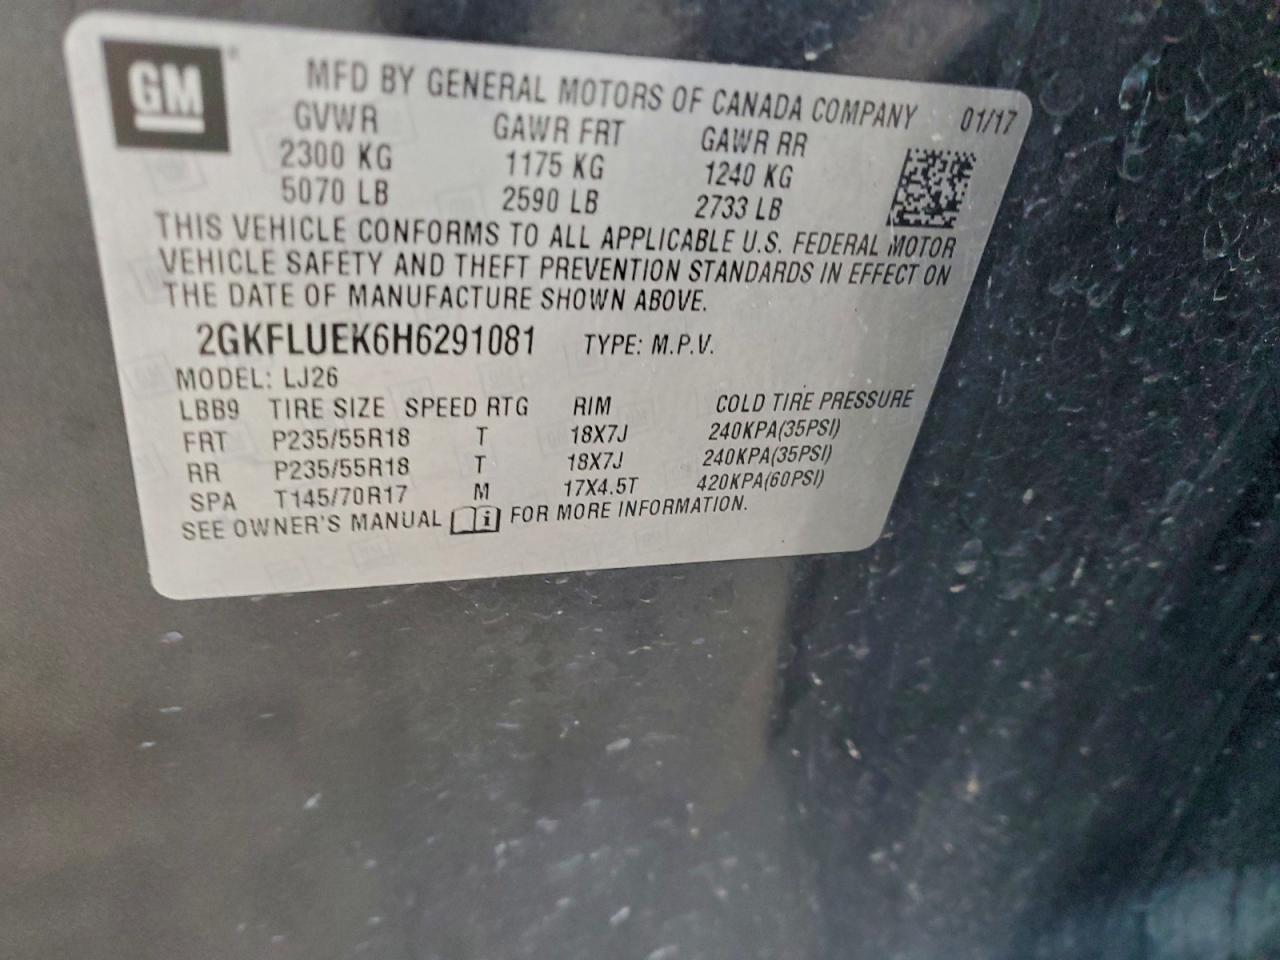 GM
MFD BY GENERAL MOTORS OF CANADA COMPANY 01/17
GVWR GAWR FRT GAWR RR
2300 KG 1175 KG 1240 KG
5070 LB 2590 LB 2733 LB
THIS VEHICLE CONFORMS TO ALL APPLICABLE U.S. FEDERAL MOTOR
VEHICLE SAFETY AND THEFT PREVENTION STANDARDS IN EFFECT ON
THE DATE OF MANUFACTURE SHOWN ABOVE.
2GKFLUEK6H6291081 TYPE: M.P.V.
MODEL: LJ26
LBB9 TIRE SIZE SPEED RTG RIM COLD TIRE PRESSURE
FRT P235/55R18 T 18X7J 240KPA(35PSI)
RR P235/55R18 T 18X7J 240KPA(35PSI)
SPA T145/70R17 M 17X4.5T 420KPA(60PSI)
SEE OWNER'S MANUAL i FOR MORE INFORMATION.